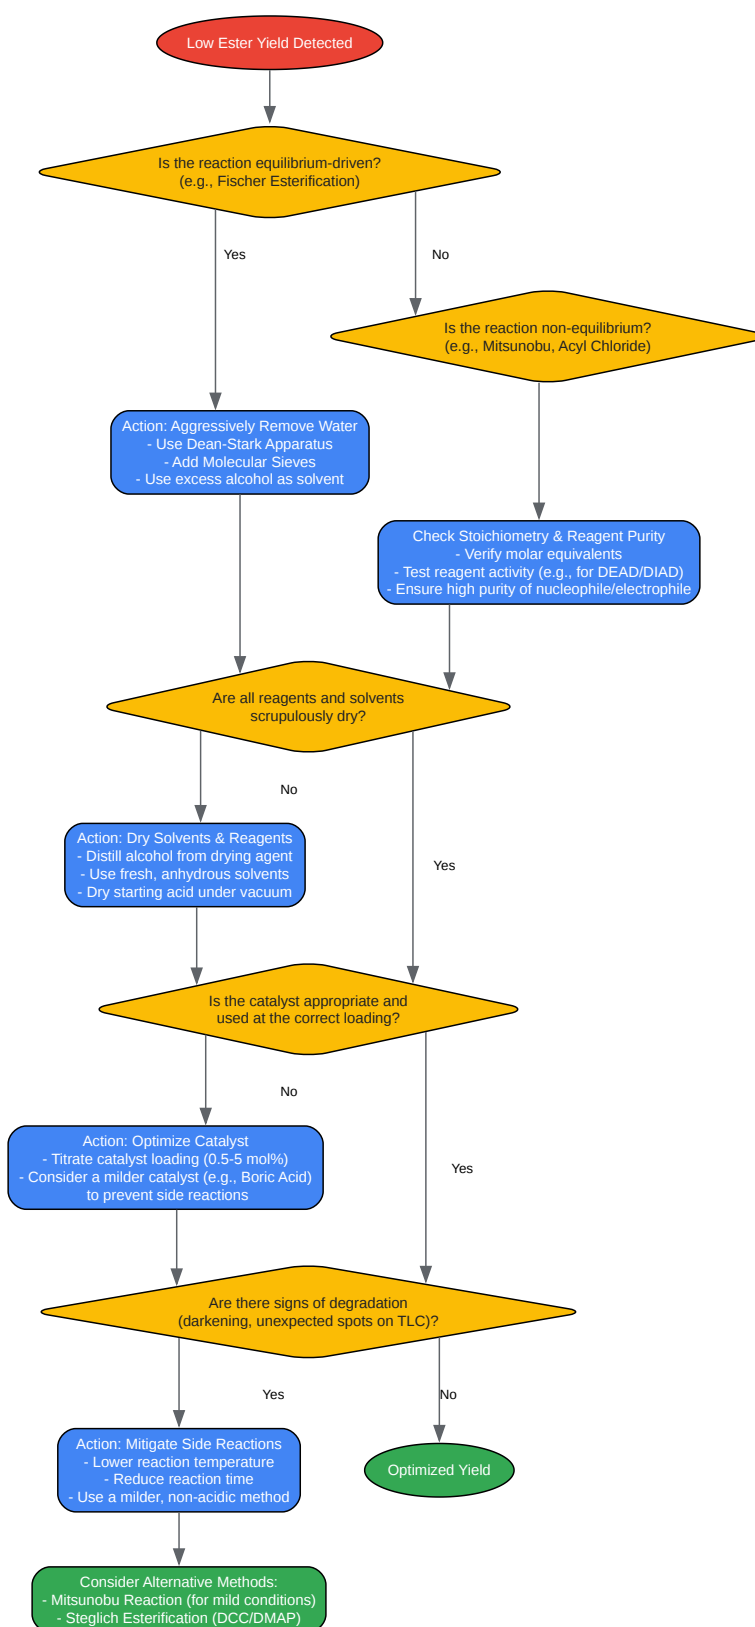 Low Ester Yield Detected
Is the reaction equilibrium-driven?
(e.g., Fischer Esterification)
Yes
No
Is the reaction non-equilibrium?
(e.g., Mitsunobu, Acyl Chloride)
Action: Aggressively Remove Water
- Use Dean-Stark Apparatus
- Add Molecular Sieves
- Use excess alcohol as solvent
Check Stoichiometry & Reagent Purity
- Verify molar equivalents
- Test reagent activity (e.g., for DEAD/DIAD)
- Ensure high purity of nucleophile/electrophile
Are all reagents and solvents
scrupulously dry?
No
Action: Dry Solvents & Reagents
- Distill alcohol from drying agent
- Use fresh, anhydrous solvents
- Dry starting acid under vacuum
Yes
Is the catalyst appropriate and
used at the correct loading?
No
Action: Optimize Catalyst
- Titrate catalyst loading (0.5-5 mol%)
- Consider a milder catalyst (e.g., Boric Acid)
to prevent side reactions
Yes
Are there signs of degradation
(darkening, unexpected spots on TLC)?
Yes
No
Action: Mitigate Side Reactions
- Lower reaction temperature
- Reduce reaction time
- Use a milder, non-acidic method
Optimized Yield
Consider Alternative Methods:
- Mitsunobu Reaction (for mild conditions)
- Steglich Esterification (DCC/DMAP)